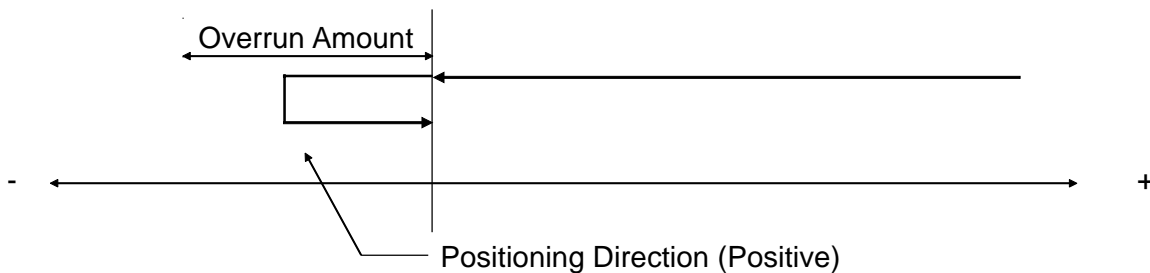 Overrun Amount
- +
Positioning Direction (Positive)